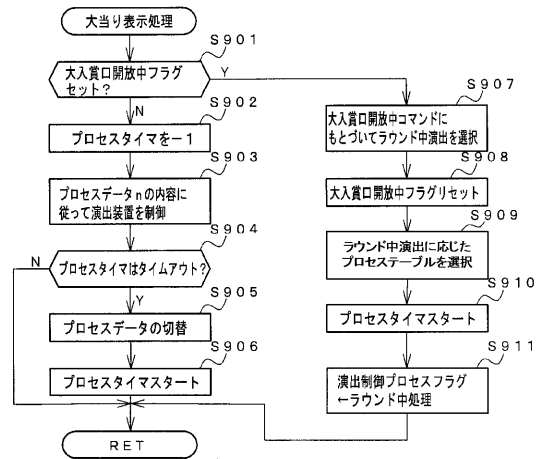 大当り表示処理
S901
大入賞口開放中フラグ
セット?
Y
N
S902
プロセスタイマを−1
S903
プロセスデータnの内容に
従って演出装置を制御
S904
プロセスタイマはタイムアウト?
N
Y
S905
プロセスデータの切替
S906
プロセスタイマスタート
RET
S907
大入賞口開放中コマンドに
もとづいてラウンド中演出を選択
S908
大入賞口開放中フラグリセット
S909
ラウンド中演出に応じた
プロセステーブルを選択
S910
プロセスタイマスタート
S911
演出制御プロセスフラグ
←ラウンド中処理